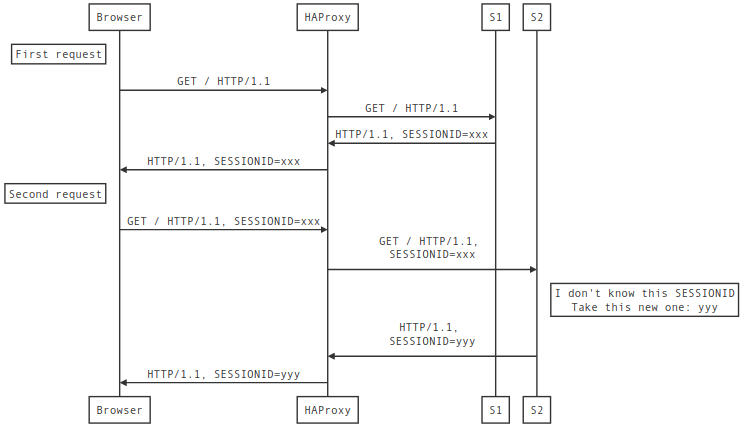 Browser
HAProxy
S1
S2
First request
GET / HTTP/1.1
GET / HTTP/1.1
HTTP/1.1, SESSIONID=xxx
HTTP/1.1, SESSIONID=xxx
Second request
GET / HTTP/1.1, SESSIONID=xxx
GET / HTTP/1.1,
SESSIONID=xxx
I don't know this SESSIONID
Take this new one: yyy
HTTP/1.1,
SESSIONID=yyy
HTTP/1.1, SESSIONID=yyy
Browser
HAProxy
S1
S2